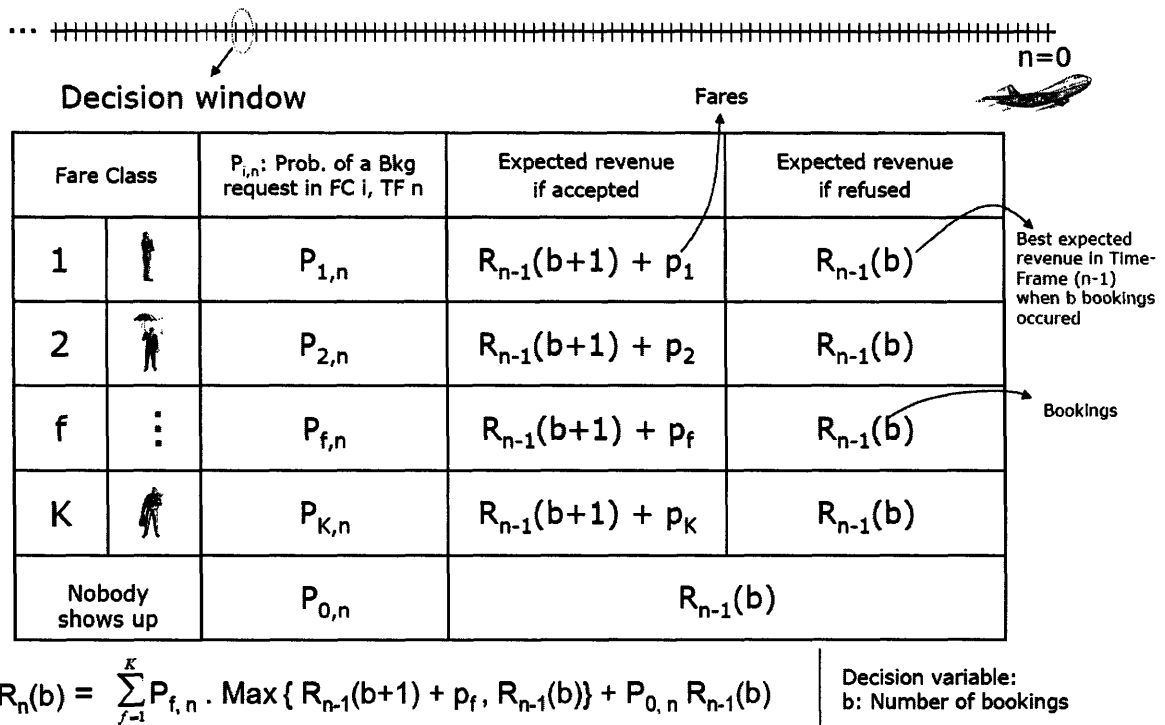 ...
n=0
Decision window
Fares
Fare Class
P_{i,n}: Prob. of a Bkg
request in FC i, TF n
Expected revenue
if accepted
Expected revenue
if refused
1
P_{1,n}
R_{n-1}(b+1) + p_1
R_{n-1}(b)
Best expected
revenue in Time-
Frame (n-1)
when b bookings
occured
2
P_{2,n}
R_{n-1}(b+1) + p_2
R_{n-1}(b)
f
⋮
P_{f,n}
R_{n-1}(b+1) + p_f
R_{n-1}(b)
Bookings
K
P_{K,n}
R_{n-1}(b+1) + p_K
R_{n-1}(b)
Nobody
shows up
P_{0,n}
R_{n-1}(b)
R_n(b) = \sum_{f=1}^{K} P_{f,n} . Max { R_{n-1}(b+1) + p_f , R_{n-1}(b)} + P_{0,n} R_{n-1}(b)
Decision variable:
b: Number of bookings